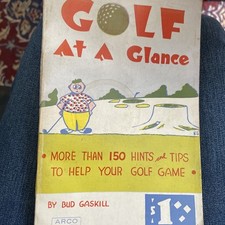 GOLF
AT A Glance
• MORE THAN 150 HINTS and TIPS •
TO HELP YOUR GOLF GAME
BY BUD GASKILL
ARCO
$1.00